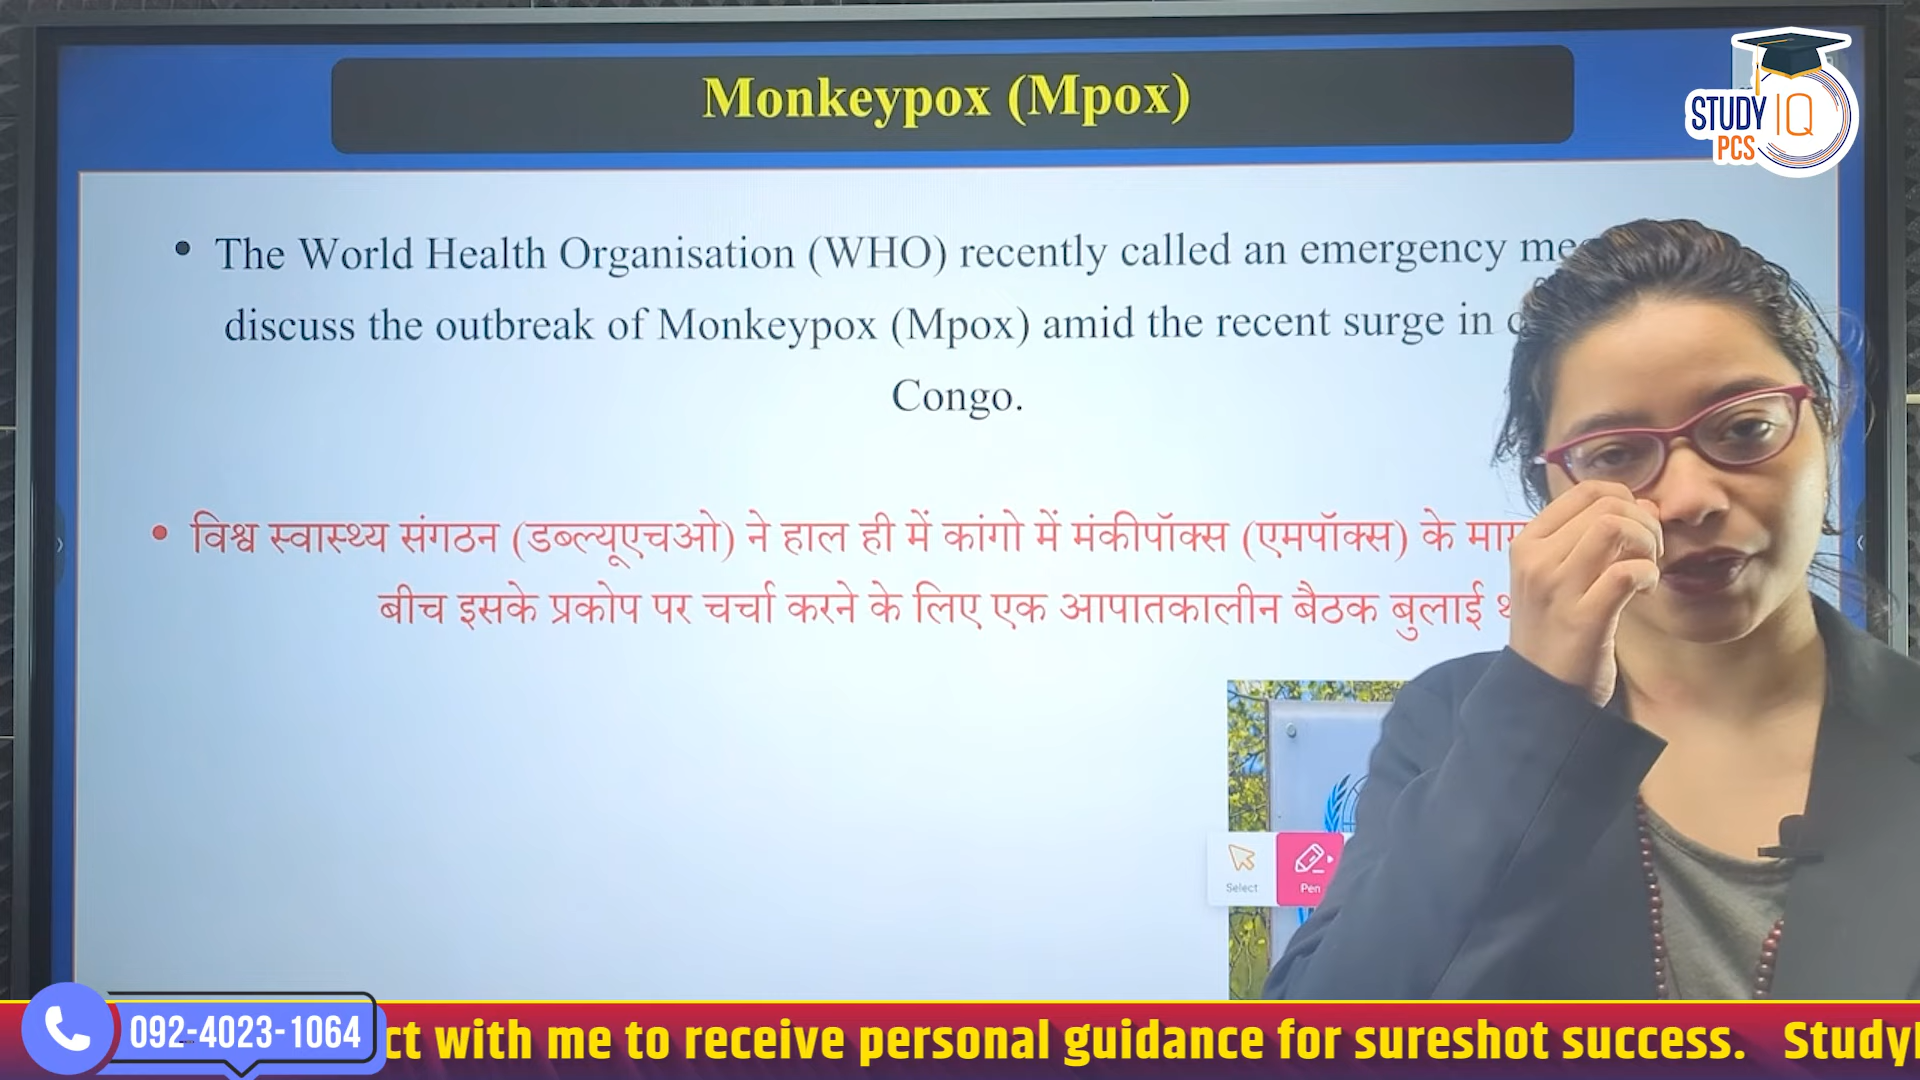 Monkeypox (Mpox)
STUDY IQ
PCS
• The World Health Organisation (WHO) recently called an emergency
discuss the outbreak of Monkeypox (Mpox) amid the recent surge in
Congo.
• विश्व स्वास्थ्य संगठन (डब्ल्यूएचओ) ने हाल ही में कांगो में मंकीपॉक्स (एमपॉक्स) के
बीच इसके प्रकोप पर चर्चा करने के लिए एक आपातकालीन बैठक बुलाई
Select
Pen
092-4023-1064
ct with me to receive personal guidance for sureshot success. StudyI